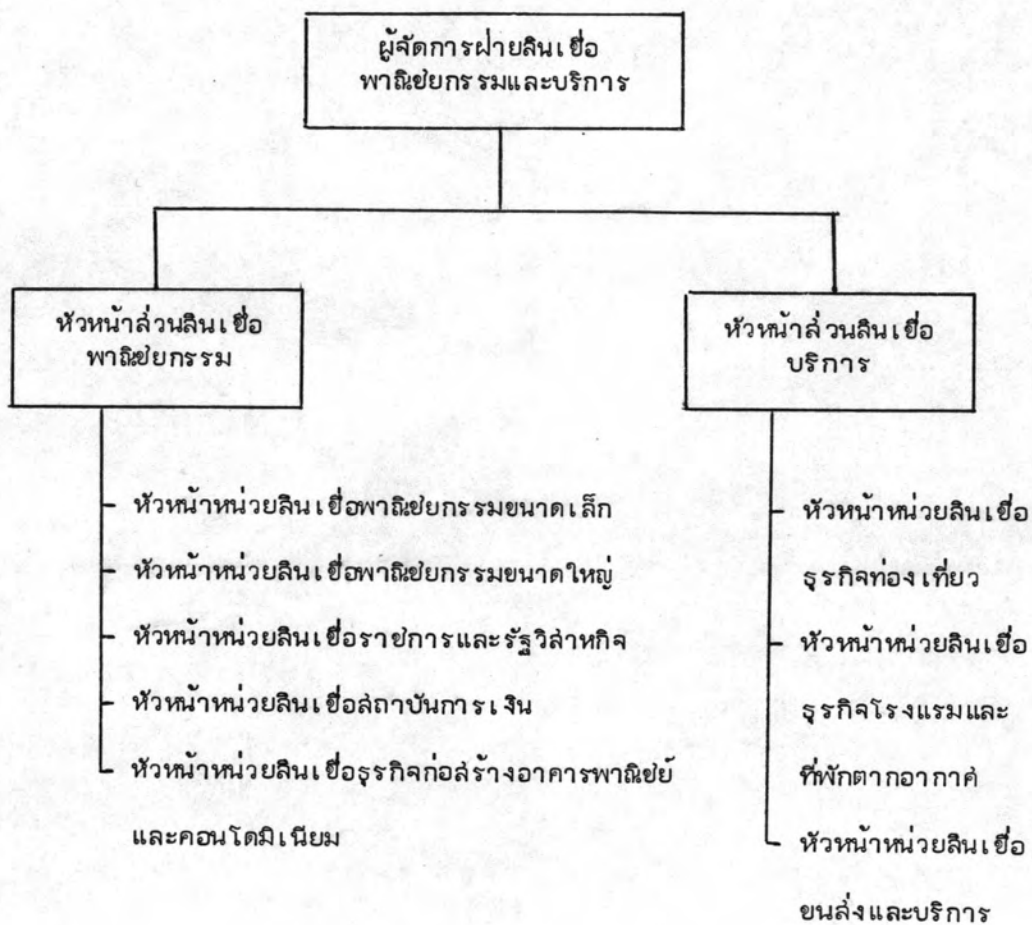 ผู้จัดการฝ่ายสินเชื่อ
พาณิชยกรรมและบริการ
หัวหน้าส่วนสินเชื่อ
พาณิชยกรรม
หัวหน้าหน่วยสินเชื่อพาณิชยกรรมขนาดเล็ก
หัวหน้าหน่วยสินเชื่อพาณิชยกรรมขนาดใหญ่
หัวหน้าหน่วยสินเชื่อราชการและรัฐวิสาหกิจ
หัวหน้าหน่วยสินเชื่อสถาบันการเงิน
หัวหน้าหน่วยสินเชื่อธุรกิจก่อสร้างอาคารพาณิชย์
และคอนโดมิเนียม
หัวหน้าส่วนสินเชื่อ
บริการ
หัวหน้าหน่วยสินเชื่อ
ธุรกิจท่องเที่ยว
หัวหน้าหน่วยสินเชื่อ
ธุรกิจโรงแรมและ
ที่พักตากอากาศ
หัวหน้าหน่วยสินเชื่อ
ขนส่งและบริการ